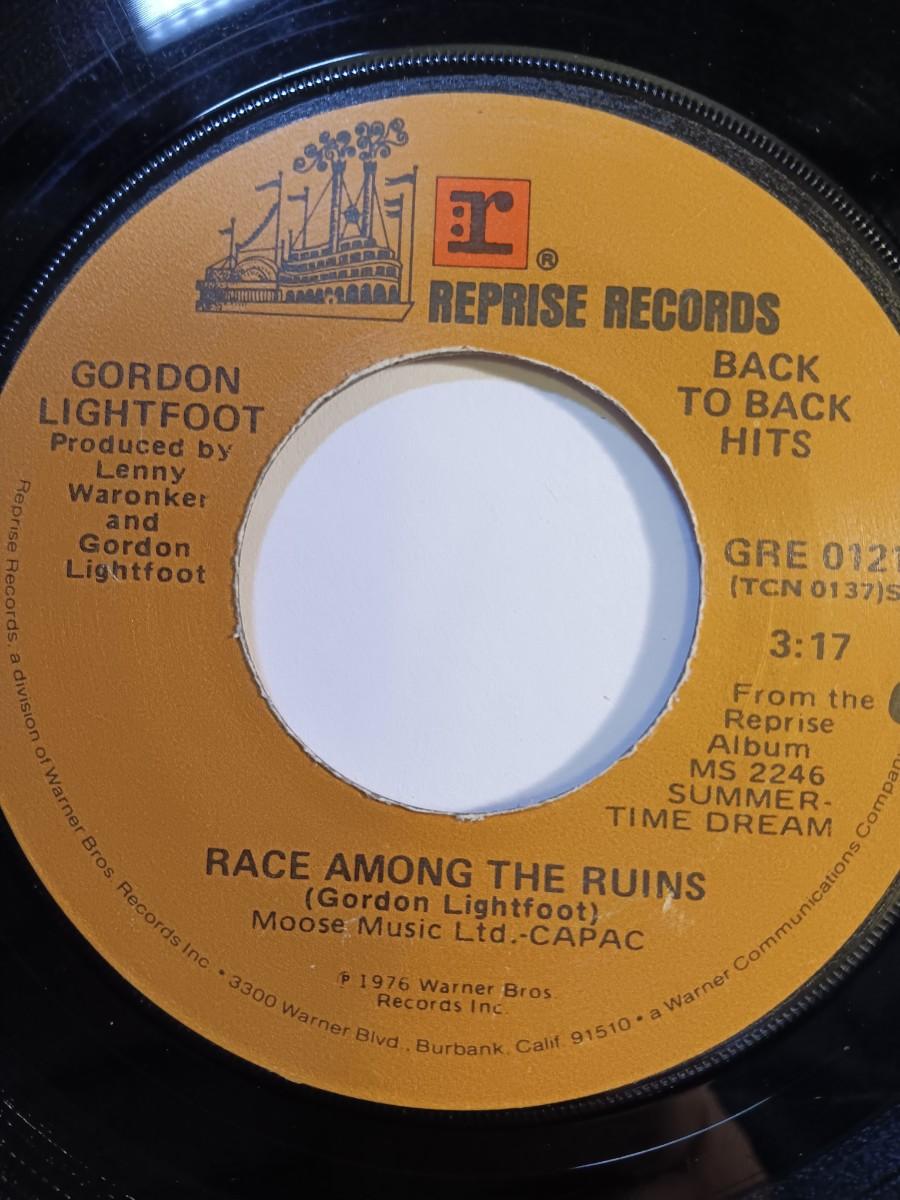 r
®
REPRISE RECORDS
GORDON
LIGHTFOOT
Produced by
Lenny
Waronker
and
Gordon
Lightfoot
BACK
TO BACK
HITS
GRE 0121
(TCN 0137)S
3:17
From the
Reprise
Album
MS 2246
SUMMER-
TIME DREAM
RACE AMONG THE RUINS
(Gordon Lightfoot)
Moose Music Ltd.-CAPAC
℗ 1976 Warner Bros.
Records Inc.
Reprise Records, a division of Warner Bros. Records Inc. • 3300 Warner Blvd., Burbank, Calif. 91510 • a Warner Communications Company